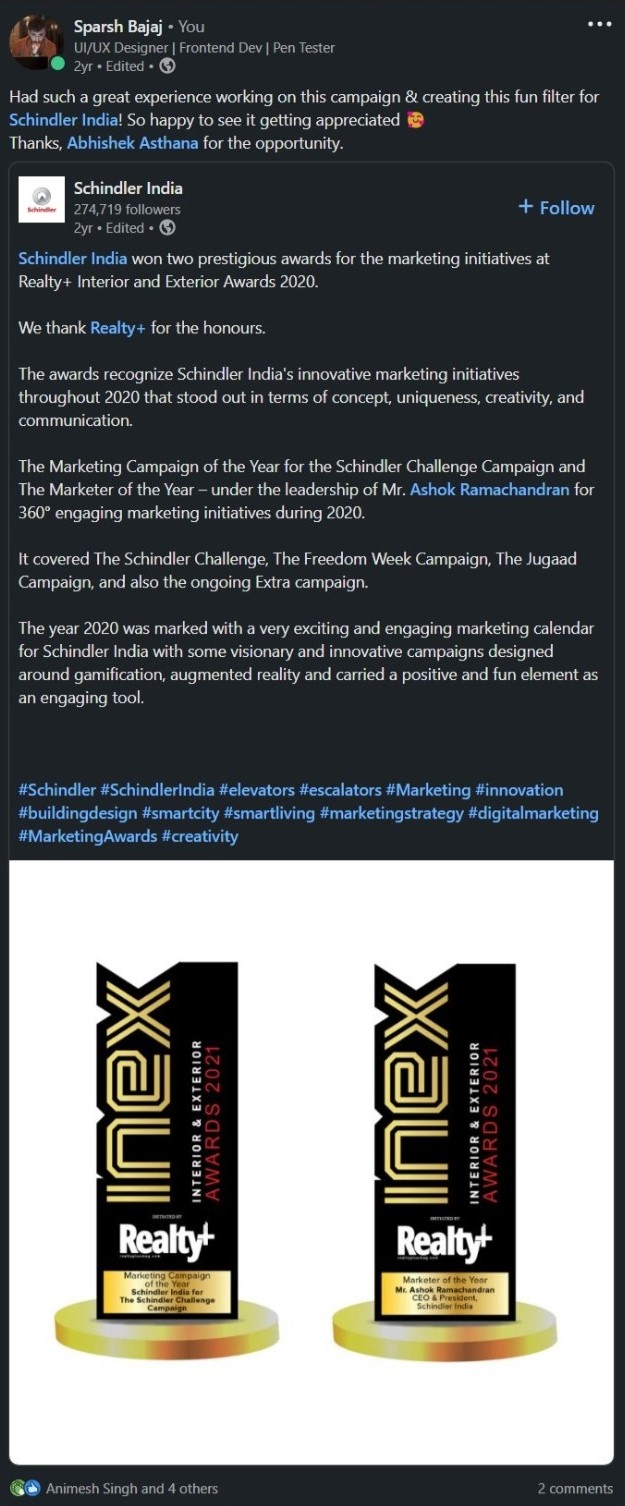 Sparsh Bajaj • You
UI/UX Designer | Frontend Dev | Pen Tester
2yr • Edited •
Had such a great experience working on this campaign & creating this fun filter for
Schindler India! So happy to see it getting appreciated 🥰
Thanks, Abhishek Asthana for the opportunity.
Schindler
Schindler India
274,719 followers
2yr • Edited •
+ Follow
Schindler India won two prestigious awards for the marketing initiatives at
Realty+ Interior and Exterior Awards 2020.
We thank Realty+ for the honours.
The awards recognize Schindler India's innovative marketing initiatives
throughout 2020 that stood out in terms of concept, uniqueness, creativity, and
communication.
The Marketing Campaign of the Year for the Schindler Challenge Campaign and
The Marketer of the Year – under the leadership of Mr. Ashok Ramachandran for
360° engaging marketing initiatives during 2020.
It covered The Schindler Challenge, The Freedom Week Campaign, The Jugaad
Campaign, and also the ongoing Extra campaign.
The year 2020 was marked with a very exciting and engaging marketing calendar
for Schindler India with some visionary and innovative campaigns designed
around gamification, augmented reality and carried a positive and fun element as
an engaging tool.
#Schindler #SchindlerIndia #elevators #escalators #Marketing #innovation
#buildingdesign #smartcity #smartliving #marketingstrategy #digitalmarketing
#MarketingAwards #creativity
inex
INTERIOR & EXTERIOR
AWARDS 2021
INITIATED BY
Realty+
Marketing Campaign
of the Year
Schindler India for
The Schindler Challenge
Campaign
inex
INTERIOR & EXTERIOR
AWARDS 2021
INITIATED BY
Realty+
Marketer of the Year
Mr. Ashok Ramachandran
CEO & President,
Schindler India
Animesh Singh and 4 others
2 comments